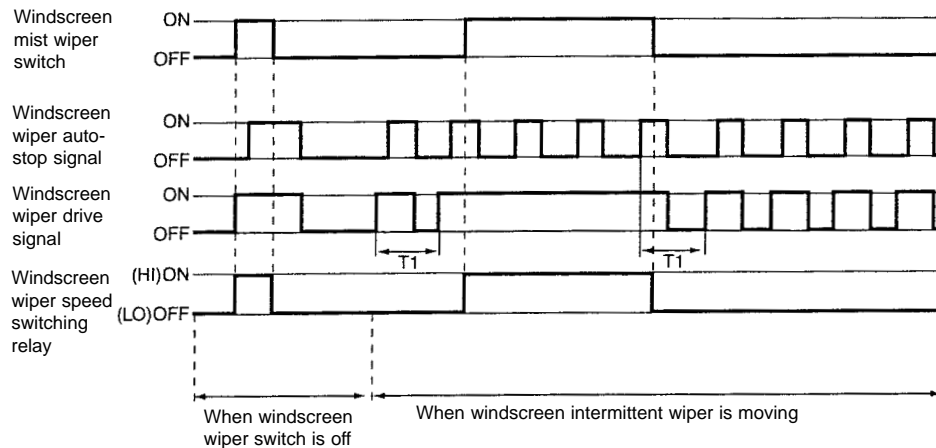 Windscreen
mist wiper
switch
ON
OFF
Windscreen
wiper auto-
stop signal
ON
OFF
Windscreen
wiper drive
signal
ON
OFF
T1
T1
Windscreen
wiper speed
switching
relay
(HI)ON
(LO)OFF
When windscreen
wiper switch is off
When windscreen intermittent wiper is moving